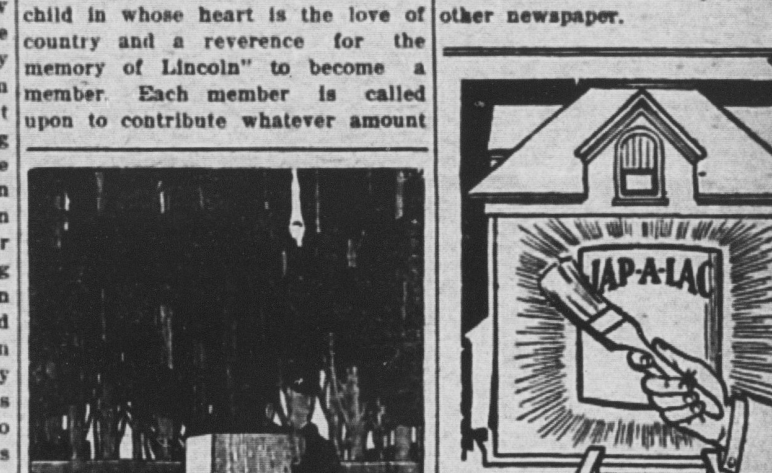 child in whose heart is the love of
country and a reverence for the
memory of Lincoln" to become a
member. Each member is called
upon to contribute whatever amount
other newspaper.
JAP-A-LAC